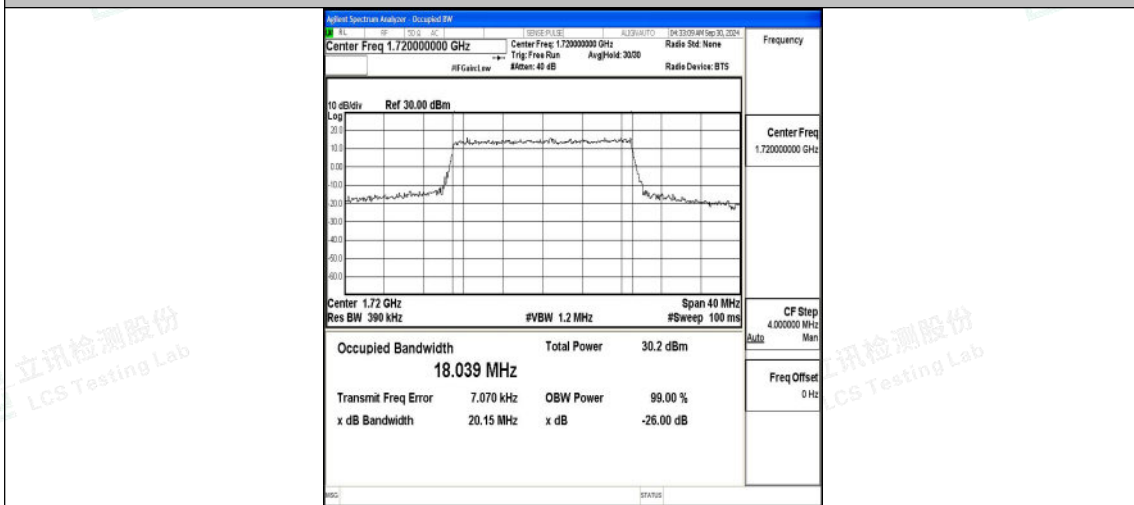 Agilent Spectrum Analyzer - Occupied BW
RL RF 50 Ω AC SENSE:PULSE ALIGNAUTO 04:33:09 AM Sep 30, 2024
Center Freq 1.720000000 GHz Center Freq: 1.720000000 GHz Radio Std: None Frequency
Trig: Free Run Avg|Hold: 30/30
#IFGain:Low #Atten: 40 dB Radio Device: BTS
10 dB/div Ref 30.00 dBm
Log
20.0
10.0
0.00
-10.0
-20.0
-30.0
-40.0
-50.0
-60.0
Center Freq
1.720000000 GHz
Center 1.72 GHz Span 40 MHz
Res BW 390 kHz #VBW 1.2 MHz #Sweep 100 ms
CF Step
4.000000 MHz
Auto Man
Occupied Bandwidth Total Power 30.2 dBm
18.039 MHz
Freq Offset
0 Hz
Transmit Freq Error 7.070 kHz OBW Power 99.00 %
x dB Bandwidth 20.15 MHz x dB -26.00 dB
MSG STATUS
立讯检测股份
LCS Testing Lab
立讯检测股份
LCS Testing Lab